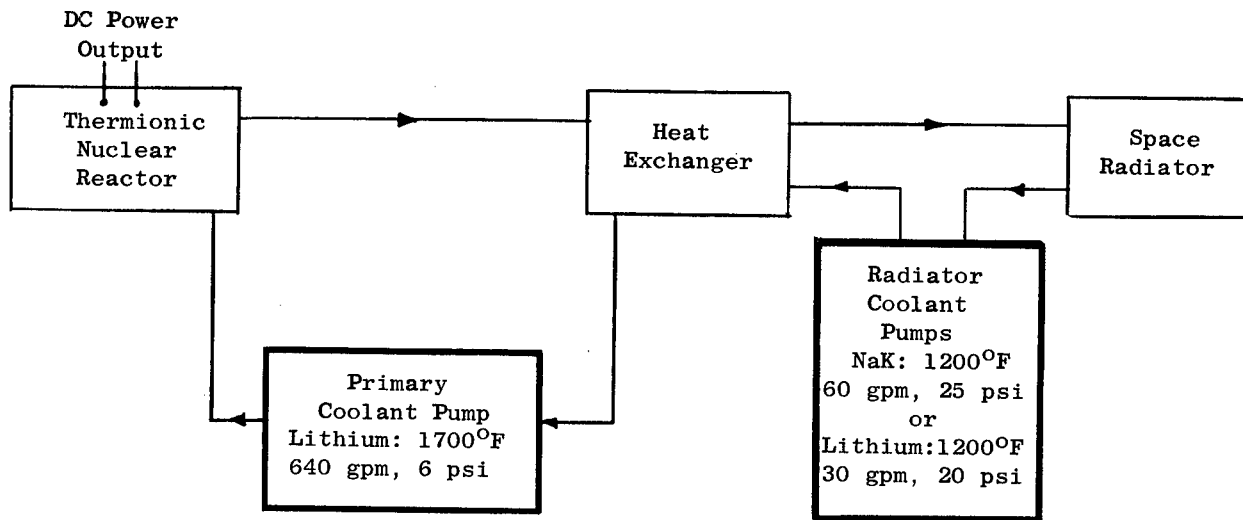 DC Power
Output
Thermionic
Nuclear
Reactor
Heat
Exchanger
Space
Radiator
Primary
Coolant Pump
Lithium: 1700°F
640 gpm, 6 psi
Radiator
Coolant
Pumps
NaK: 1200°F
60 gpm, 25 psi
or
Lithium:1200°F
30 gpm, 20 psi